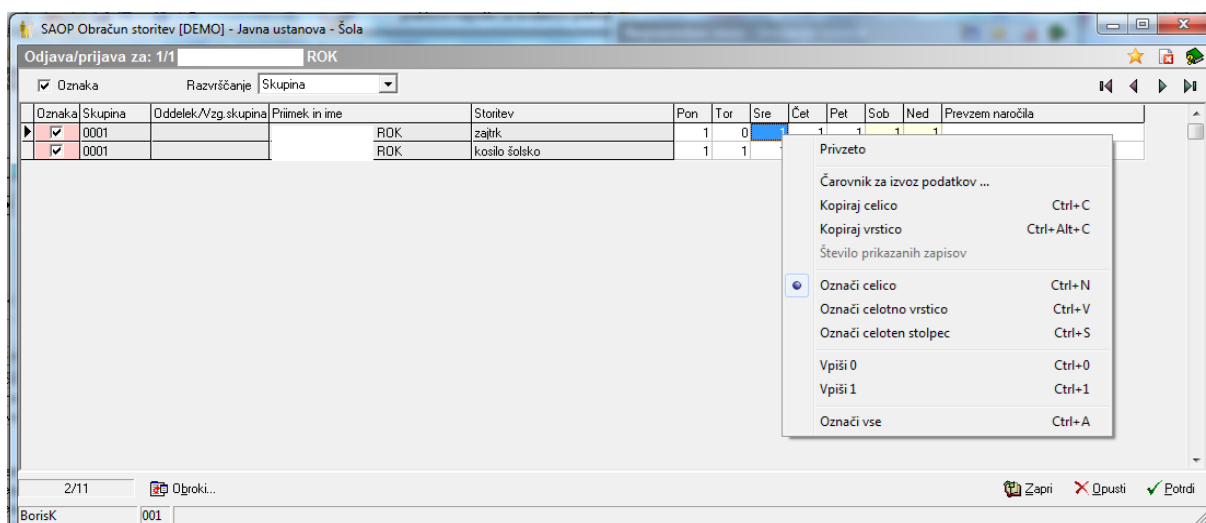 SAOP Obračun storitev [DEMO] - Javna ustanova - Šola
Odjava/prijava za: 1/1 ROK
Oznaka Razvrščanje Skupina
Oznaka Skupina Oddelek/Vzg.skupina Priimek in ime Storitev Pon Tor Sre Čet Pet Sob Ned Prevzem naročila
0001 ROK zajtrk 1 0 1 1 1 1 1
0001 ROK kosilo šolsko 1 1
Privzeto
Čarovnik za izvoz podatkov ...
Kopiraj celico Ctrl+C
Kopiraj vrstico Ctrl+Alt+C
Število prikazanih zapisov
Označi celico Ctrl+N
Označi celotno vrstico Ctrl+V
Označi celoten stolpec Ctrl+S
Vpiši 0 Ctrl+0
Vpiši 1 Ctrl+1
Označi vse Ctrl+A
2/11 Obroki... Zapri Opusti Potrdi
BorisK 001